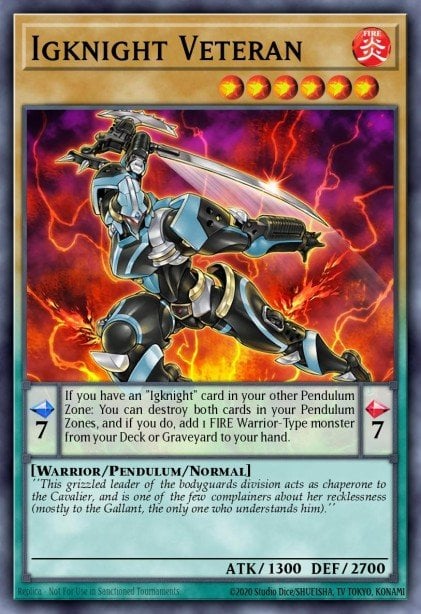 IGKNIGHT VETERAN
FIRE
炎
If you have an "Igknight" card in your other Pendulum
Zone: You can destroy both cards in your Pendulum
Zones, and if you do, add 1 FIRE Warrior-Type monster
from your Deck or Graveyard to your hand.
7
7
[WARRIOR/PENDULUM/NORMAL]
''This grizzled leader of the bodyguards division acts as chaperone to
the Cavalier, and is one of the few complainers about her recklessness
(mostly to the Gallant, the only one who understands him).''
ATK/1300 DEF/2700
Replica - Not For Use in Sanctioned Tournaments
©2020 Studio Dice/SHUEISHA, TV TOKYO, KONAMI